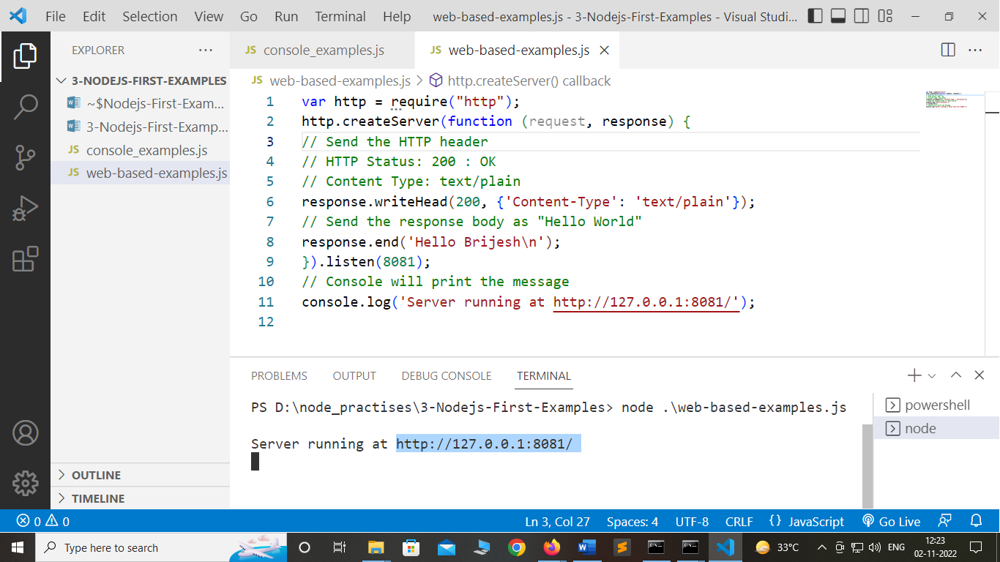 File Edit Selection View Go Run Terminal Help web-based-examples.js - 3-Nodejs-First-Examples - Visual Studi...
EXPLORER ...
3-NODEJS-FIRST-EXAMPLES
~$Nodejs-First-Exam...
3-Nodejs-First-Examp...
JS console_examples.js
JS web-based-examples.js
OUTLINE
TIMELINE
JS console_examples.js JS web-based-examples.js
JS web-based-examples.js > http.createServer() callback
1 var http = require("http");
2 http.createServer(function (request, response) {
3 // Send the HTTP header
4 // HTTP Status: 200 : OK
5 // Content Type: text/plain
6 response.writeHead(200, {'Content-Type': 'text/plain'});
7 // Send the response body as "Hello World"
8 response.end('Hello Brijesh\n');
9 }).listen(8081);
10 // Console will print the message
11 console.log('Server running at http://127.0.0.1:8081/');
12
PROBLEMS OUTPUT DEBUG CONSOLE TERMINAL
PS D:\node_practises\3-Nodejs-First-Examples> node .\web-based-examples.js
Server running at http://127.0.0.1:8081/
powershell
node
0 0 Ln 3, Col 27 Spaces: 4 UTF-8 CRLF {} JavaScript Go Live
Type here to search 33°C ENG 12:23
02-11-2022